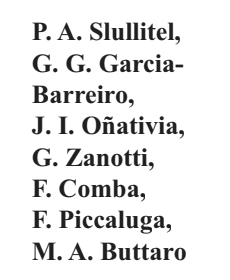 P. A. Slullitel,
G. G. Garcia-
Barreiro,
J. I. Oñativia,
G. Zanotti,
F. Comba,
F. Piccaluga,
M. A. Buttaro